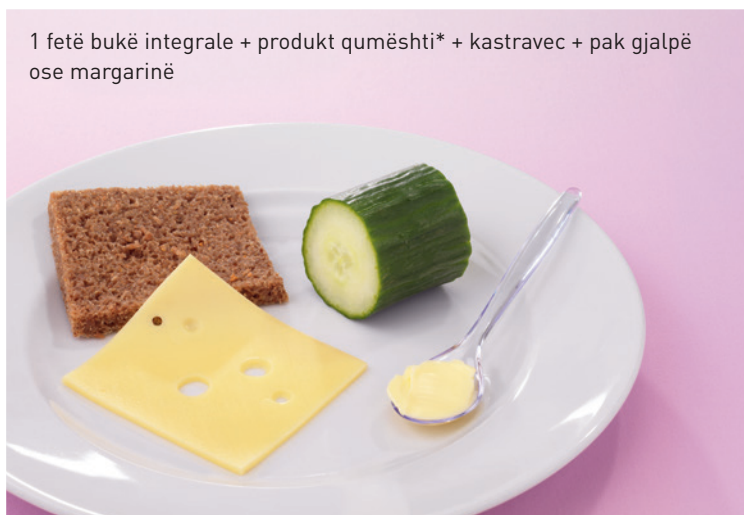 1 fetë bukë integrale + produkt qumështi* + kastravec + pak gjalpë
ose margarinë